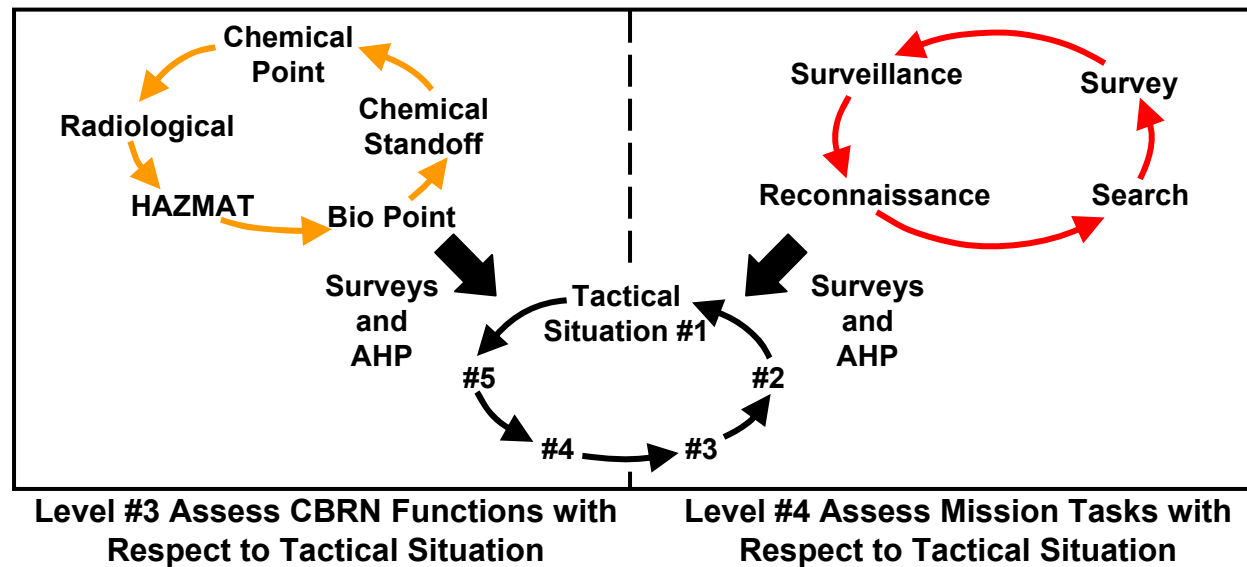 Chemical
Point
Chemical
Standoff
Radiological
HAZMAT
Bio Point
Surveys
and
AHP
Surveillance
Survey
Reconnaissance
Search
Surveys
and
AHP
Tactical
Situation #1
#5
#2
#4
#3
Level #3 Assess CBRN Functions with
Respect to Tactical Situation
Level #4 Assess Mission Tasks with
Respect to Tactical Situation